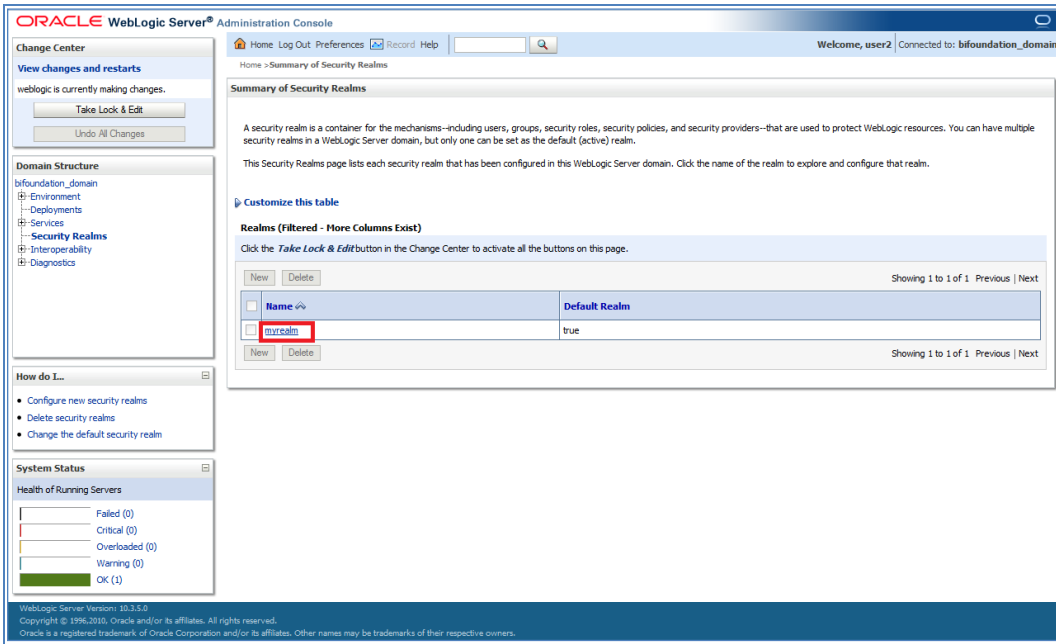 ORACLE WebLogic Server® Administration Console
Change Center
View changes and restarts
weblogic is currently making changes.
Take Lock & Edit
Undo All Changes
Domain Structure
bifoundation_domain
Environment
Deployments
Services
Security Realms
Interoperability
Diagnostics
How do I...
Configure new security realms
Delete security realms
Change the default security realm
System Status
Health of Running Servers
Failed (0)
Critical (0)
Overloaded (0)
Warning (0)
OK (1)
Home Log Out Preferences Record Help
Welcome, user2 Connected to: bifoundation_domain
Home >Summary of Security Realms
Summary of Security Realms
A security realm is a container for the mechanisms--including users, groups, security roles, security policies, and security providers--that are used to protect WebLogic resources. You can have multiple
security realms in a WebLogic Server domain, but only one can be set as the default (active) realm.
This Security Realms page lists each security realm that has been configured in this WebLogic Server domain. Click the name of the realm to explore and configure that realm.
Customize this table
Realms (Filtered - More Columns Exist)
Click the Take Lock & Edit button in the Change Center to activate all the buttons on this page.
New Delete Showing 1 to 1 of 1 Previous | Next
Name Default Realm
myrealm true
New Delete Showing 1 to 1 of 1 Previous | Next
WebLogic Server Version: 10.3.5.0
Copyright © 1996,2010, Oracle and/or its affiliates. All rights reserved.
Oracle is a registered trademark of Oracle Corporation and/or its affiliates. Other names may be trademarks of their respective owners.